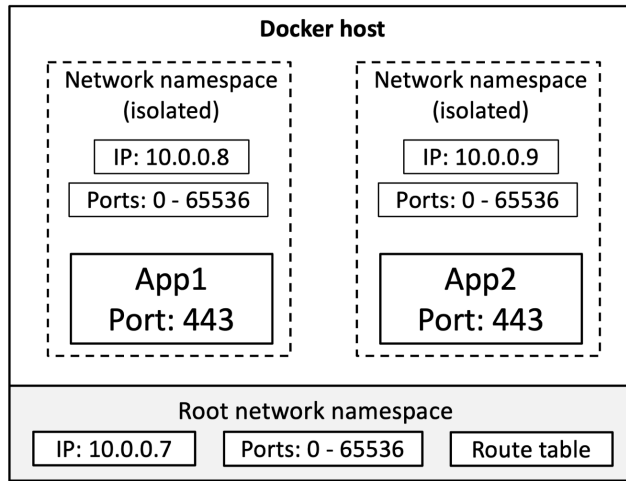 Docker host
Network namespace
(isolated)
IP: 10.0.0.8
Ports: 0 - 65536
App1
Port: 443
Network namespace
(isolated)
IP: 10.0.0.9
Ports: 0 - 65536
App2
Port: 443
Root network namespace
IP: 10.0.0.7
Ports: 0 - 65536
Route table